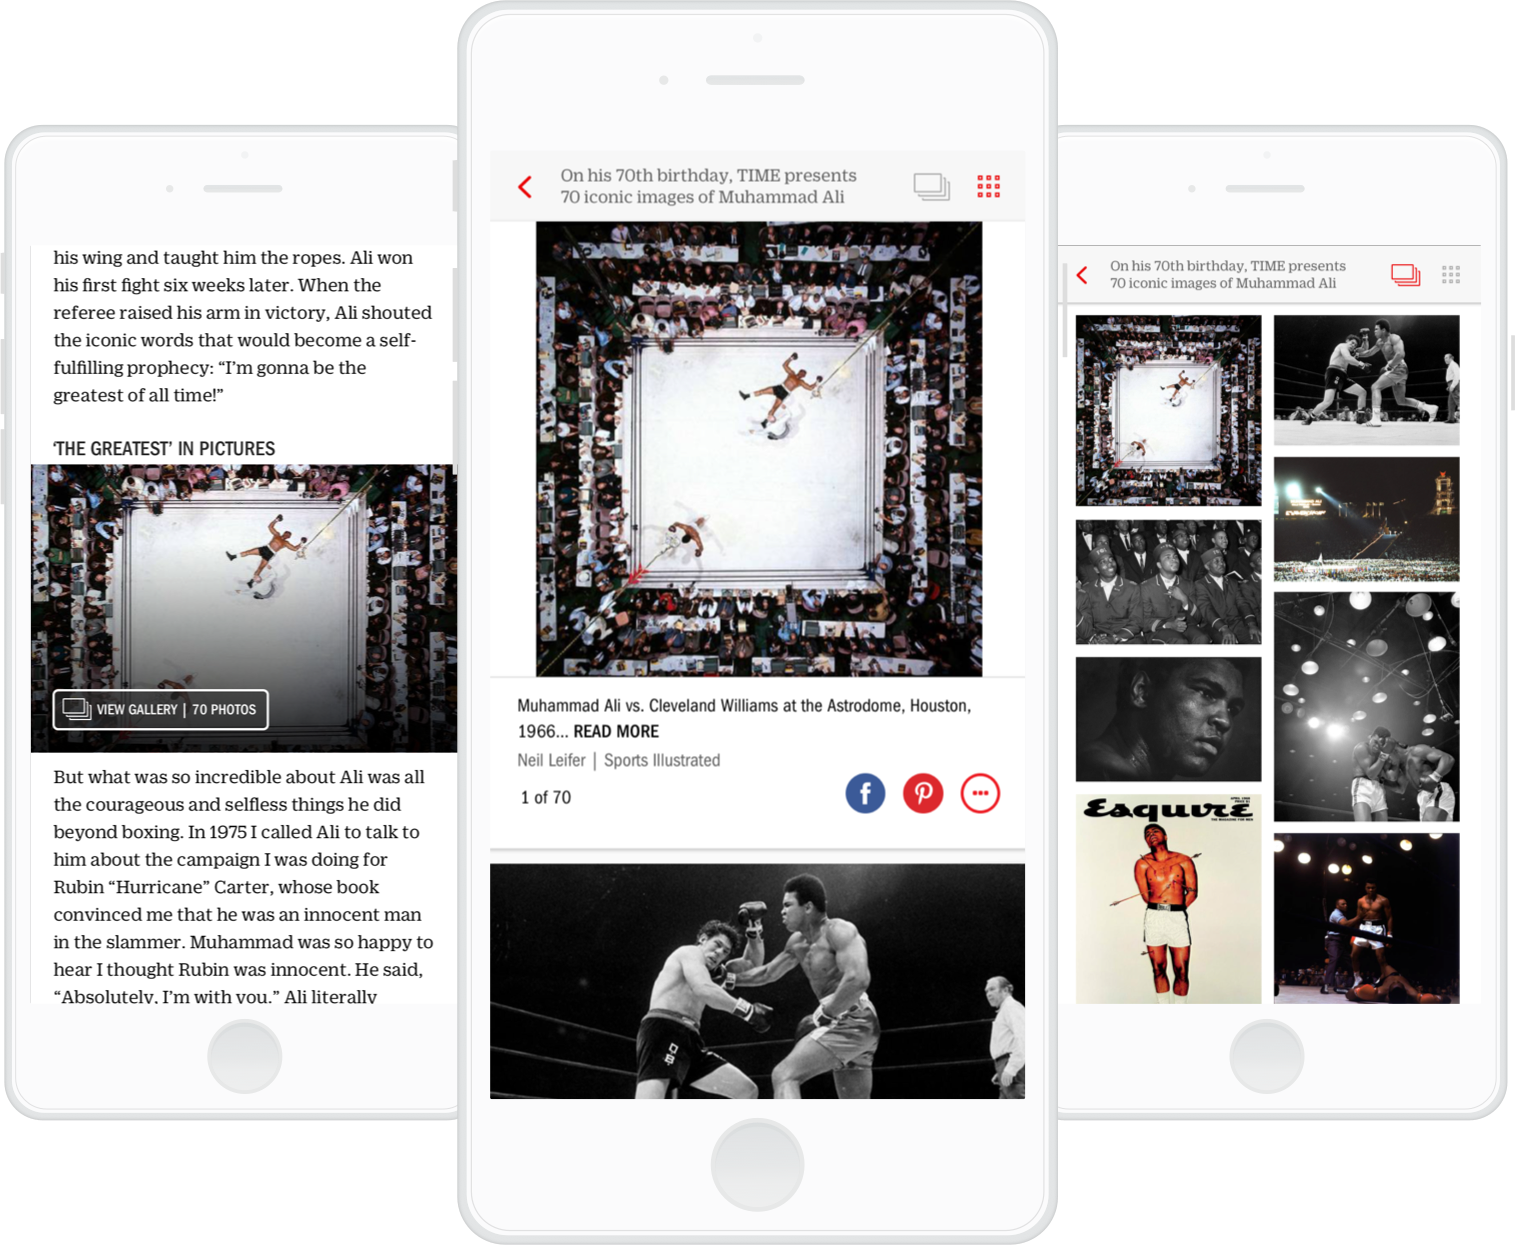 his wing and taught him the ropes. Ali won
his first fight six weeks later. When the
referee raised his arm in victory, Ali shouted
the iconic words that would become a self-
fulfilling prophecy: “I’m gonna be the
greatest of all time!”
‘THE GREATEST’ IN PICTURES
VIEW GALLERY | 70 PHOTOS
But what was so incredible about Ali was all
the courageous and selfless things he did
beyond boxing. In 1975 I called Ali to talk to
him about the campaign I was doing for
Rubin “Hurricane” Carter, whose book
convinced me that he was an innocent man
in the slammer. Muhammad was so happy to
hear I thought Rubin was innocent. He said,
“Absolutely, I’m with you.” Ali literally
On his 70th birthday, TIME presents
70 iconic images of Muhammad Ali
Muhammad Ali vs. Cleveland Williams at the Astrodome, Houston,
1966... READ MORE
Neil Leifer | Sports Illustrated
1 of 70
On his 70th birthday, TIME presents
70 iconic images of Muhammad Ali
Esquire